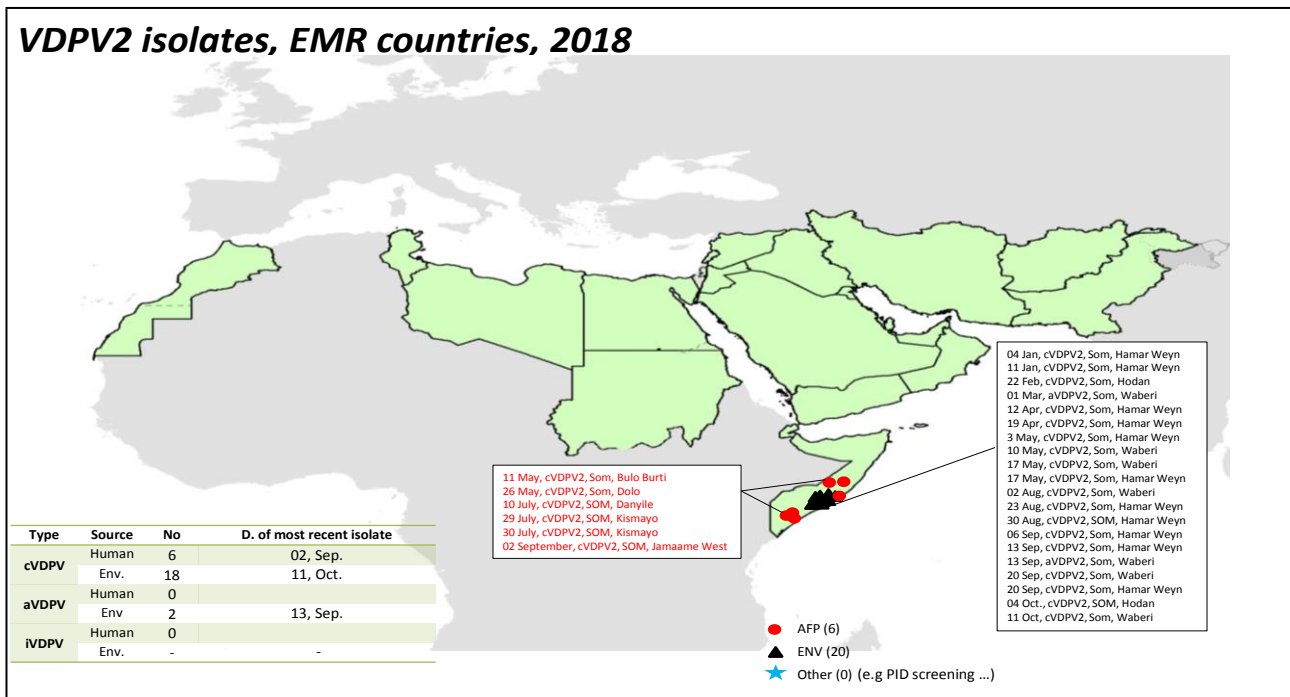 VDPV2 isolates, EMR countries, 2018
04 Jan, cVDPV2, Som, Hamar Weyn
11 Jan, cVDPV2, Som, Hamar Weyn
22 Feb, cVDPV2, Som, Hodan
01 Mar, aVDPV2, Som, Waberi
12 Apr, cVDPV2, Som, Hamar Weyn
19 Apr, cVDPV2, Som, Hamar Weyn
3 May, cVDPV2, Som, Hamar Weyn
10 May, cVDPV2, Som, Waberi
17 May, cVDPV2, Som, Waberi
17 May, cVDPV2, Som, Hamar Weyn
02 Aug, cVDPV2, Som, Waberi
23 Aug, cVDPV2, Som, Hamar Weyn
30 Aug, cVDPV2, SOM, Hamar Weyn
06 Sep, cVDPV2, Som, Hamar Weyn
13 Sep, cVDPV2, Som, Hamar Weyn
13 Sep, aVDPV2, Som, Waberi
20 Sep, cVDPV2, Som, Waberi
20 Sep, cVDPV2, Som, Hamar Weyn
04 Oct., cVDPV2, SOM, Hodan
11 Oct, cVDPV2, Som, Waberi
11 May, cVDPV2, Som, Bulo Burti
26 May, cVDPV2, Som, Dolo
10 July, cVDPV2, SOM, Danyile
29 July, cVDPV2, SOM, Kismayo
30 July, cVDPV2, SOM, Kismayo
02 September, cVDPV2, SOM, Jamaame West
Type Source No D. of most recent isolate
cVDPV Human 6 02, Sep.
Env. 18 11, Oct.
aVDPV Human 0
Env 2 13, Sep.
iVDPV Human 0
Env. - -
AFP (6)
ENV (20)
Other (0) (e.g PID screening ...)